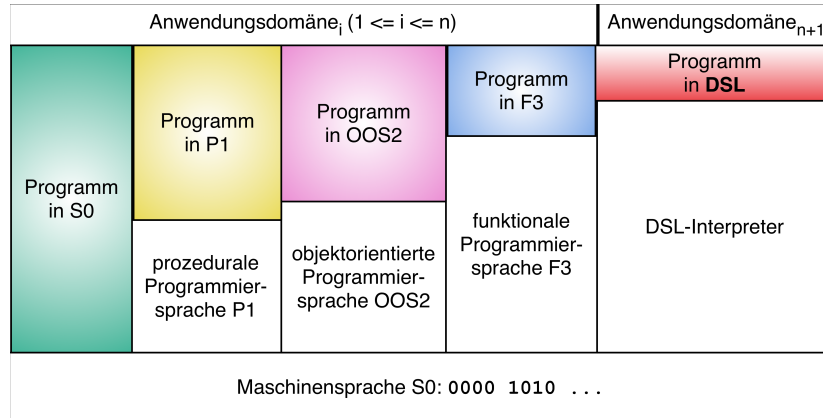 Anwendungsdomäne_i (1 <= i <= n)
Anwendungsdomäne_n+1
Programm
in S0
Programm
in P1
prozedurale
Programmier-
sprache P1
Programm
in OOS2
objektorientierte
Programmier-
sprache OOS2
Programm
in F3
funktionale
Programmier-
sprache F3
Programm
in DSL
DSL-Interpreter
Maschinensprache S0: 0000 1010 ...